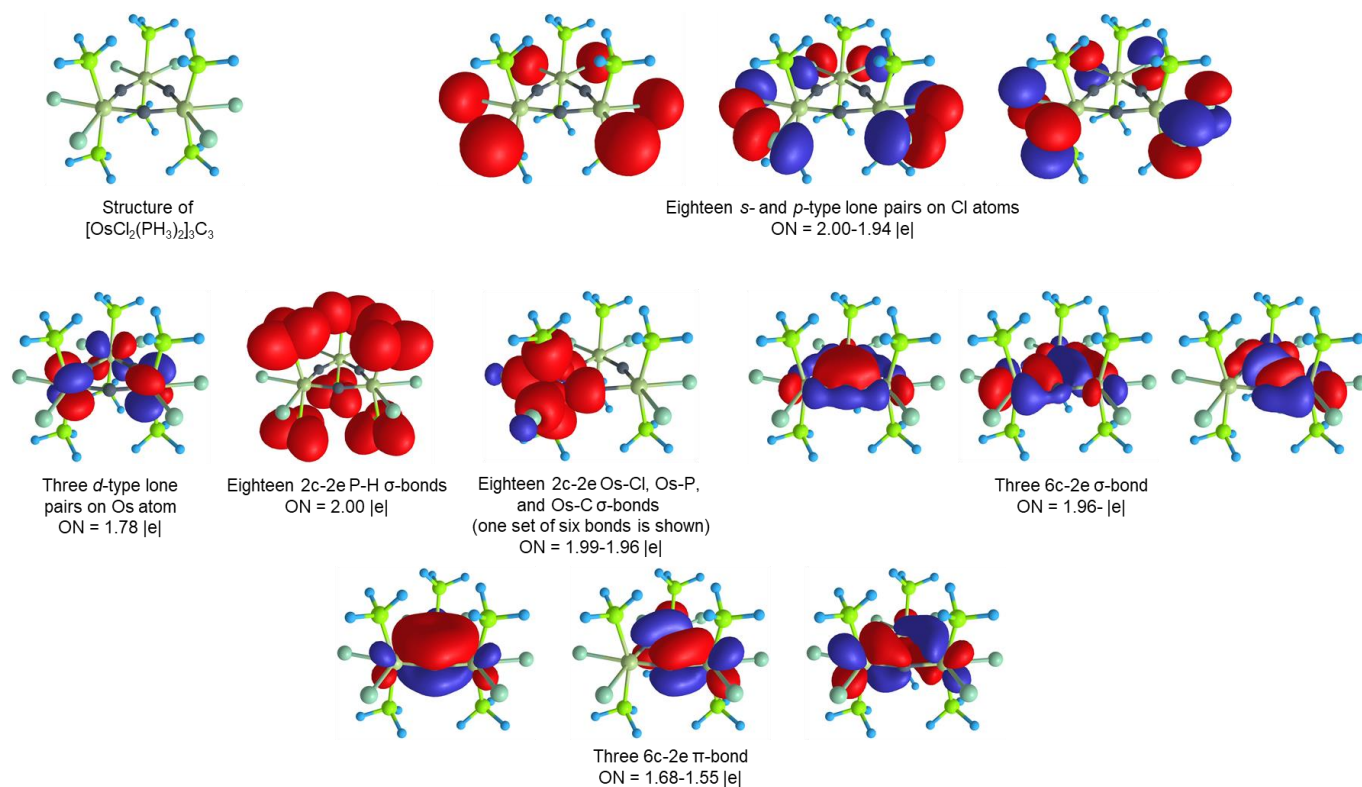 Structure of
[OsCl₂(PH₃)₂]₃C₃
Eighteen s- and p-type lone pairs on Cl atoms
ON = 2.00-1.94 |e|
Three d-type lone
pairs on Os atom
ON = 1.78 |e|
Eighteen 2c-2e P-H σ-bonds
ON = 2.00 |e|
Eighteen 2c-2e Os-Cl, Os-P,
and Os-C σ-bonds
(one set of six bonds is shown)
ON = 1.99-1.96 |e|
Three 6c-2e σ-bond
ON = 1.96- |e|
Three 6c-2e π-bond
ON = 1.68-1.55 |e|